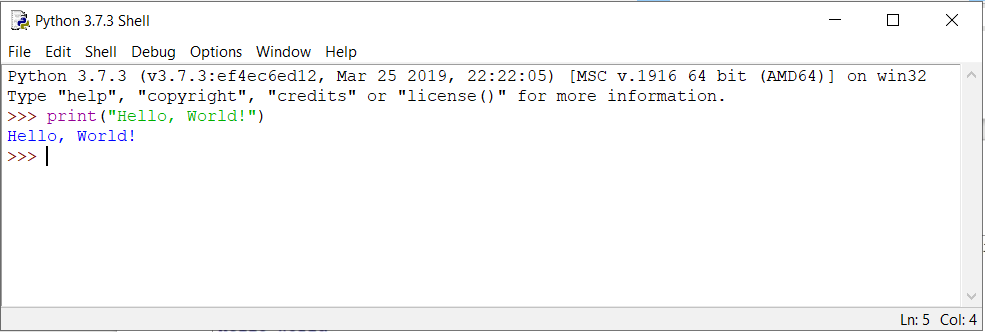 Python 3.7.3 Shell
File Edit Shell Debug Options Window Help
Python 3.7.3 (v3.7.3:ef4ec6ed12, Mar 25 2019, 22:22:05) [MSC v.1916 64 bit (AMD64)] on win32
Type "help", "copyright", "credits" or "license()" for more information.
>>> print("Hello, World!")
Hello, World!
>>>
Ln: 5 Col: 4